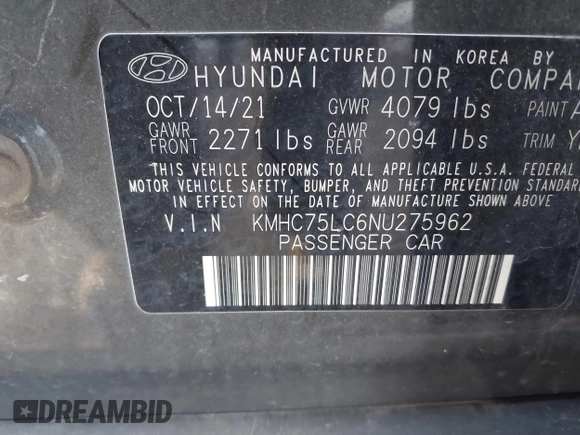 MANUFACTURED IN KOREA BY
HYUNDAI MOTOR
OCT/14/21 GVWR 4079 lbs PAINT
GAWR FRONT 2271 lbs GAWR REAR 2094 lbs TRIM
THIS VEHICLE CONFORMS TO ALL APPLICABLE U.S.A. FEDERAL
MOTOR VEHICLE SAFETY, BUMPER, AND THEFT PREVENTION
IN EFFECT ON THE DATE OF MANUFACTURE SHOWN ABOVE.
V.I.N KMHC75LC6NU275962
PASSENGER CAR
DREAMBID